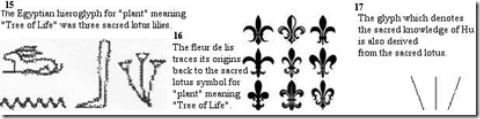 15
The Egyptian hieroglyph for "plant" meaning
"Tree of Life" was three sacred lotus lilies.
16
The fleur de lis
traces its origins
back to the sacred
lotus symbol for
"plant" meaning
"Tree of Life".
17
The glyph which denotes
the sacred knowledge of Hu
is also derived
from the sacred lotus.